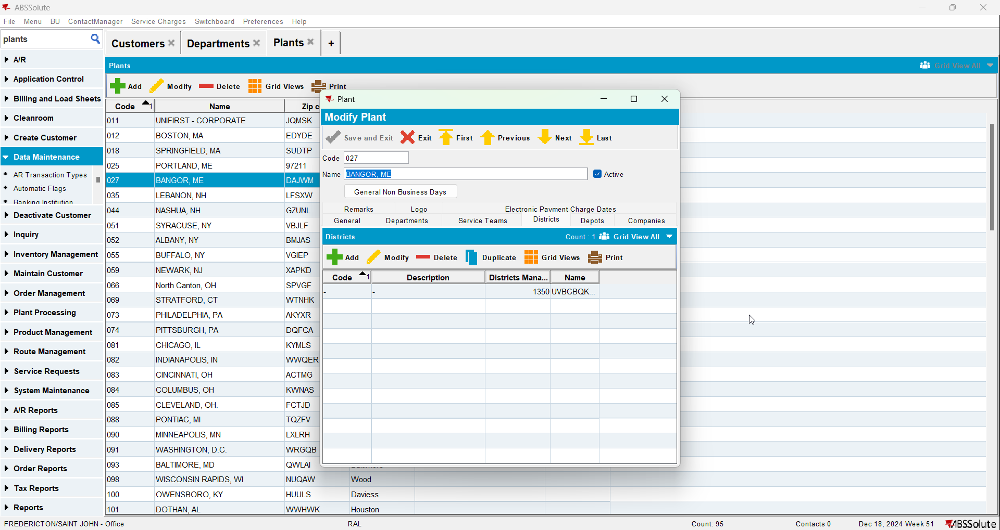 ABSSolute
File Menu BU ContactManager Service Charges Switchboard Preferences Help
plants
Customers Departments Plants +
A/R
Application Control
Billing and Load Sheets
Cleanroom
Create Customer
Data Maintenance
AR Transaction Types
Automatic Flags
Banking Institution
Deactivate Customer
Inquiry
Inventory Management
Maintain Customer
Order Management
Plant Processing
Product Management
Route Management
Service Requests
System Maintenance
A/R Reports
Billing Reports
Delivery Reports
Order Reports
Tax Reports
Reports
Plants Grid View All
Add Modify Delete Grid Views Print
Code 1 Name Zip c
011 UNIFIRST - CORPORATE JQMSK
012 BOSTON, MA EDYDE
018 SPRINGFIELD, MA SUDTP
025 PORTLAND, ME 97211
027 BANGOR, ME DAJWM
035 LEBANON, NH LFSXW
044 NASHUA, NH GZUNL
051 SYRACUSE, NY VBJLF
052 ALBANY, NY BMJAS
055 BUFFALO, NY VGIEP
059 NEWARK, NJ XAPKD
066 North Canton, OH SPVGF
069 STRATFORD, CT WTNHK
073 PHILADELPHIA, PA AKYXR
074 PITTSBURGH, PA DQFCA
081 CHICAGO, IL KYMLS
082 INDIANAPOLIS, IN WWQER
083 CINCINNATI, OH ACTMG
084 COLUMBUS, OH KWNAS
085 CLEVELAND, OH. FCTJD
088 PONTIAC, MI TQZFV
090 MINNEAPOLIS, MN LXLRH
091 WASHINGTON, D.C. WRGQB
093 BALTIMORE, MD QWLAI
098 WISCONSIN RAPIDS, WI NUQAW Wood
100 OWENSBORO, KY HUULS Daviess
101 DOTHAN, AL WWHWK Houston
Plant
Modify Plant
Save and Exit Exit First Previous Next Last
Code 027
Name BANGOR, ME Active
General Non Business Days
Remarks Logo Electronic Payment Charge Dates
General Departments Service Teams Districts Depots Companies
Districts Count : 1 Grid View All
Add Modify Delete Duplicate Grid Views Print
Code 1 Description Districts Mana... Name
- - 1350 UVBCBQK...
FREDERICTON/SAINT JOHN - Office RAL Count: 95 Contacts 0 Dec 18, 2024 Week 51 ABSSolute